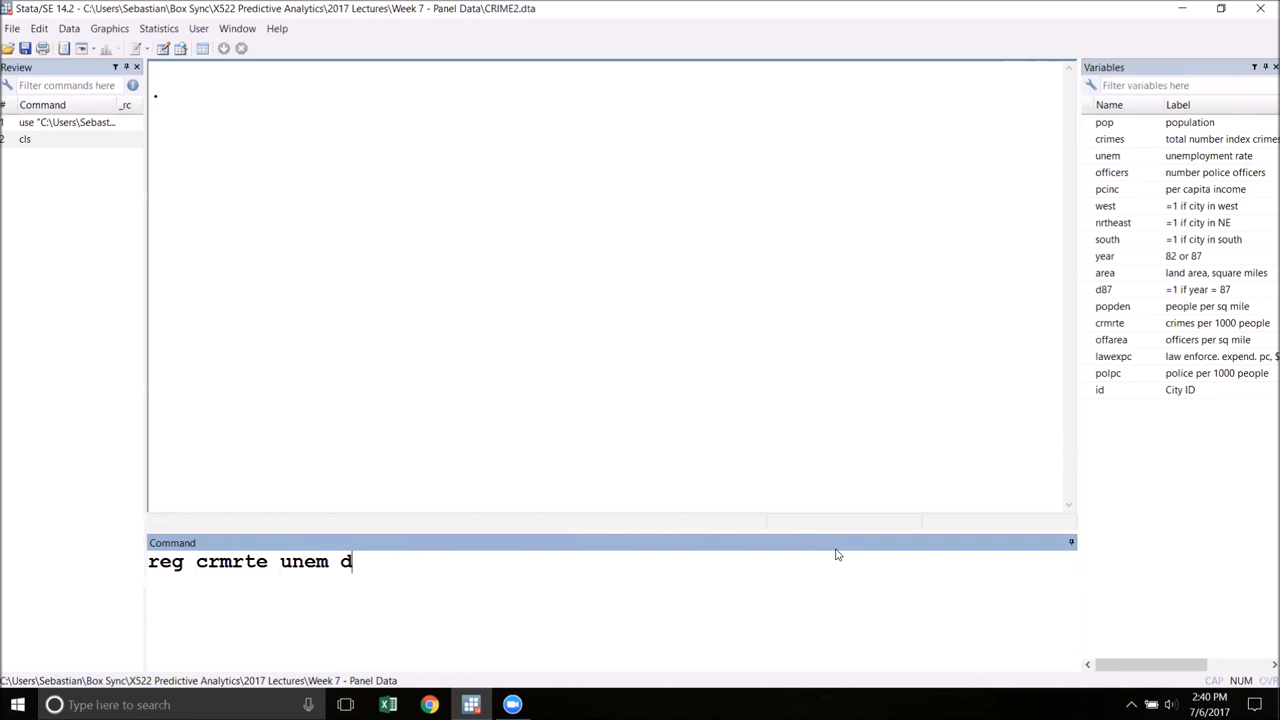 Stata/SE 14.2 - C:\Users\Sebastian\Box Sync\X522 Predictive Analytics\2017 Lectures\Week 7 - Panel Data\CRIME2.dta
File Edit Data Graphics Statistics User Window Help
Review
Filter commands here
# Command _rc
1 use "C:\Users\Sebast...
2 cls
.
Command
reg crmrte unem d
Variables
Filter variables here
Name Label
pop population
crimes total number index crimes
unem unemployment rate
officers number police officers
pcinc per capita income
west =1 if city in west
nrtheast =1 if city in NE
south =1 if city in south
year 82 or 87
area land area, square miles
d87 =1 if year = 87
popden people per sq mile
crmrte crimes per 1000 people
offarea officers per sq mile
lawexpc law enforce. expend. pc, $
polpc police per 1000 people
id City ID
C:\Users\Sebastian\Box Sync\X522 Predictive Analytics\2017 Lectures\Week 7 - Panel Data
CAP NUM OVR
Type here to search
2:40 PM
7/6/2017